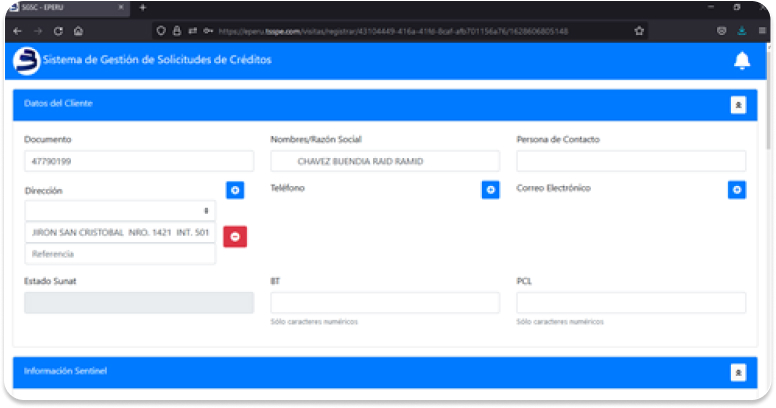 SGSC - EPERU
https://eperu.tsspe.com/visitas/registrar/43104449-416a-41fd-8caf-afb701156a76/1628606805148
Sistema de Gestión de Solicitudes de Créditos
Datos del Cliente
Documento
Nombres/Razón Social
Persona de Contacto
47790199
CHAVEZ BUENDIA RAID RAMID
Dirección
Teléfono
Correo Electrónico
JIRON SAN CRISTOBAL NRO. 1421 INT. 501
Referencia
Estado Sunat
BT
PCL
Sólo caracteres numéricos
Sólo caracteres numéricos
Información Sentinel